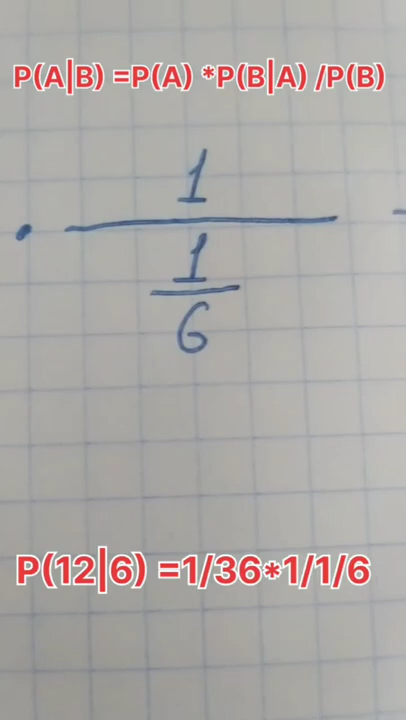 P(A|B) =P(A) *P(B|A) /P(B)
· 1
1
6
P(12|6) =1/36*1/1/6